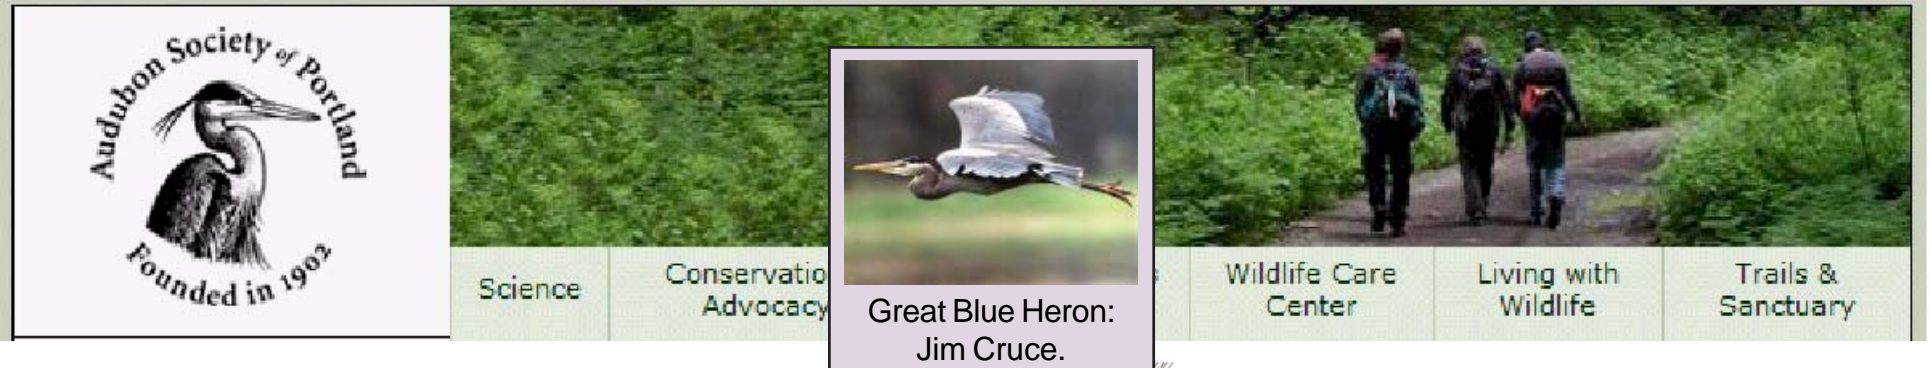 Audubon Society of Portland
Founded in 1902
Science
Advocacy
Great Blue Heron:
Jim Cruce.
Wildlife Care
Center
Living with
Wildlife
Trails &
Sanctuary